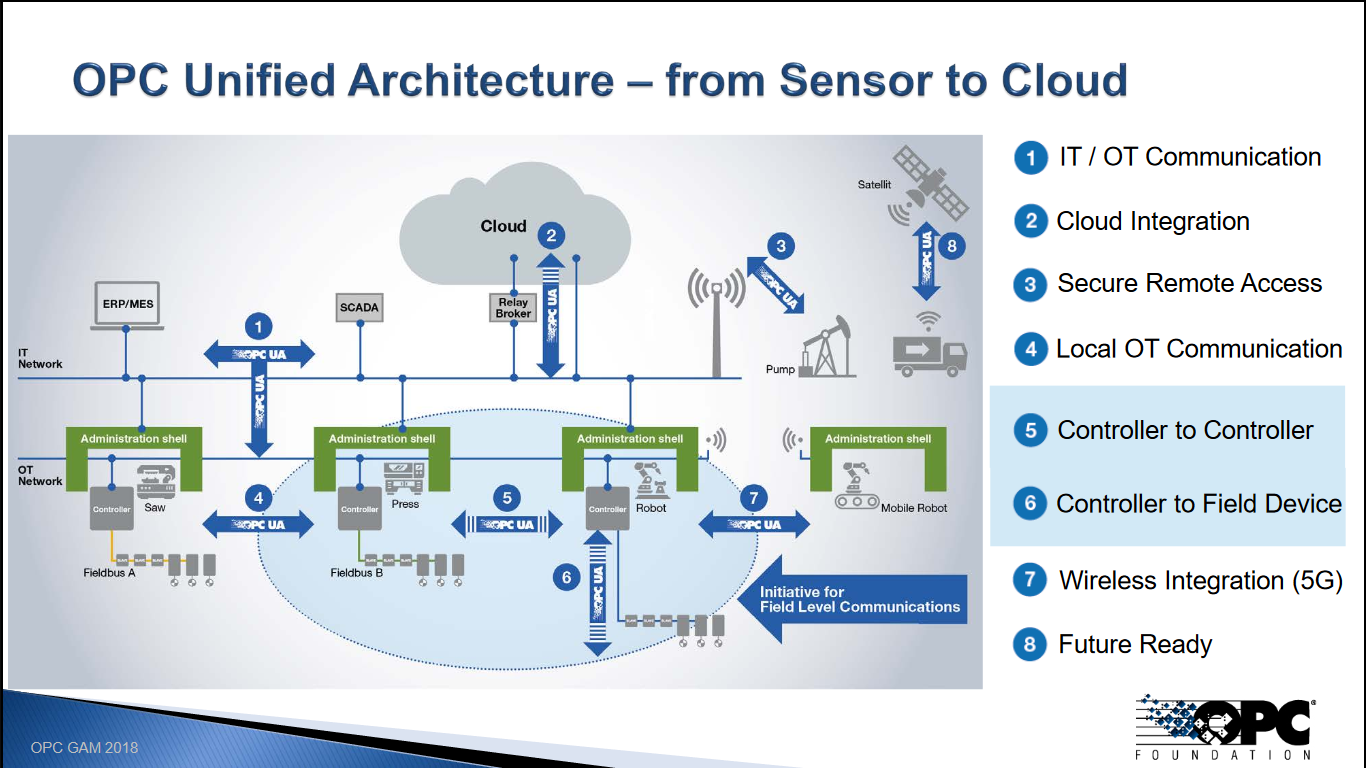 OPC Unified Architecture – from Sensor to Cloud
Satellit
Cloud
2
3
8
OPC UA
OPC UA
OPC UA
ERP/MES
SCADA
Relay
Broker
1
IT
Network
OPC UA
OPC UA
Pump
Administration shell
Administration shell
Administration shell
Administration shell
OT
Network
Controller
Saw
4
OPC UA
Controller
Press
5
OPC UA
Controller
Robot
7
OPC UA
Mobile Robot
Fieldbus A
Fieldbus B
6
OPC UA
Initiative for
Field Level Communications
1 IT / OT Communication
2 Cloud Integration
3 Secure Remote Access
4 Local OT Communication
5 Controller to Controller
6 Controller to Field Device
7 Wireless Integration (5G)
8 Future Ready
OPC GAM 2018
OPC®
FOUNDATION